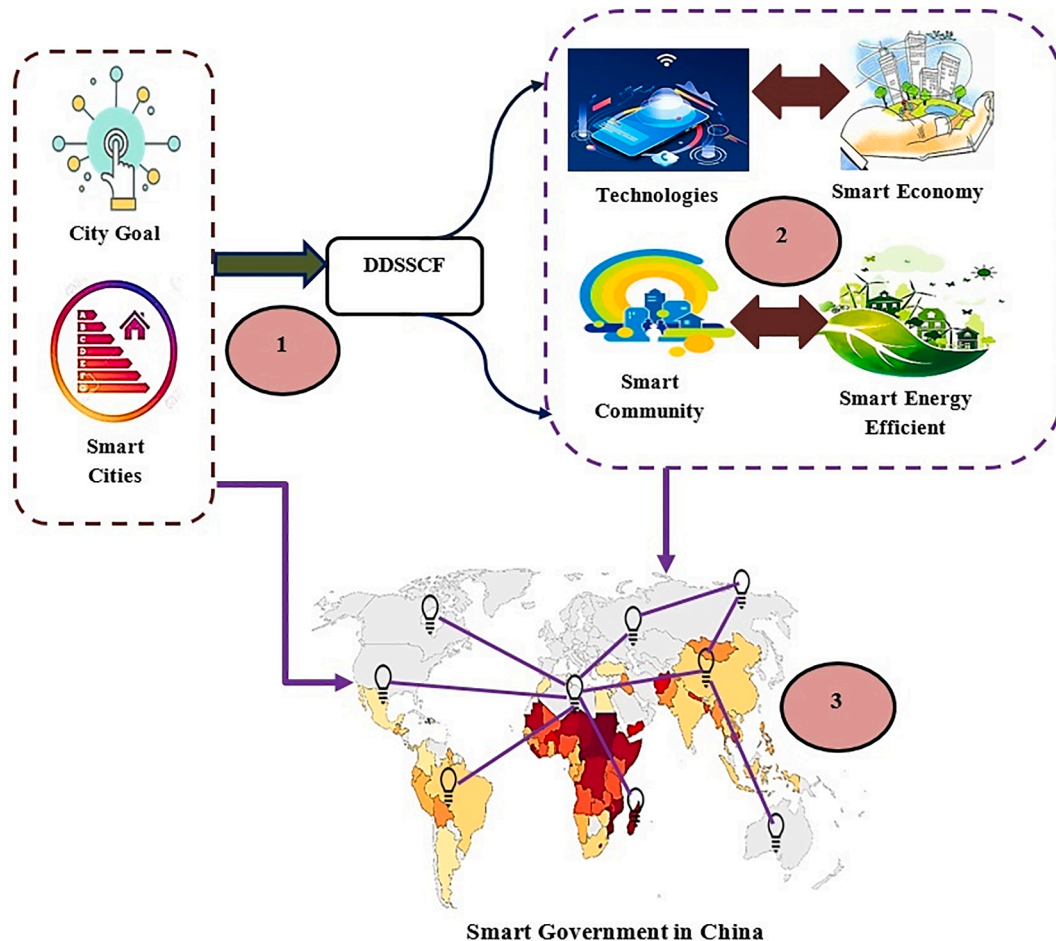 City Goal
Smart
Cities
1
DDSSCF
Technologies
Smart Economy
2
Smart
Community
Smart Energy
Efficient
3
Smart Government in China